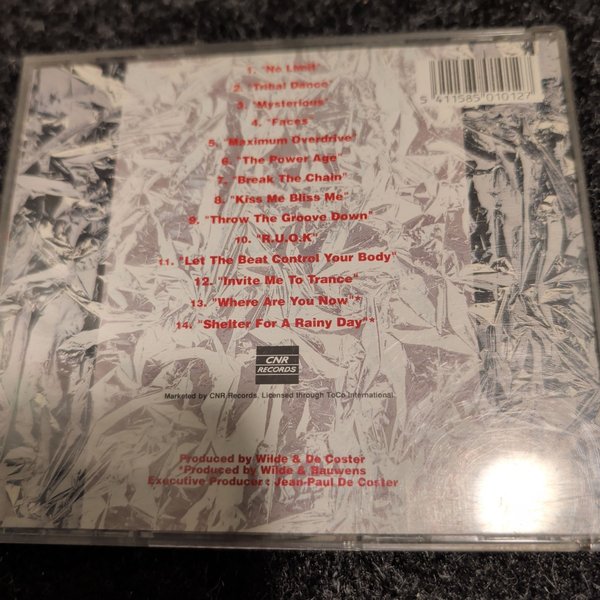 1. "No Limit"
2. "Tribal Dance"
3. "Mysterious"
4. "Faces"
5. "Maximum Overdrive"
6. "The Power Age"
7. "Break The Chain"
8. "Kiss Me Bliss Me"
9. "Throw The Groove Down"
10. "R.U.O.K"
11. "Let The Beat Control Your Body"
12. "Invite Me To Trance"
13. "Where Are You Now"*
14. "Shelter For A Rainy Day"*
5 411585 010127
CNR
RECORDS
Marketed by CNR Records. Licensed through ToCo International.
Produced by Wilde & De Coster
*Produced by Wilde & Bauwens
Executive Producer : Jean-Paul De Coster